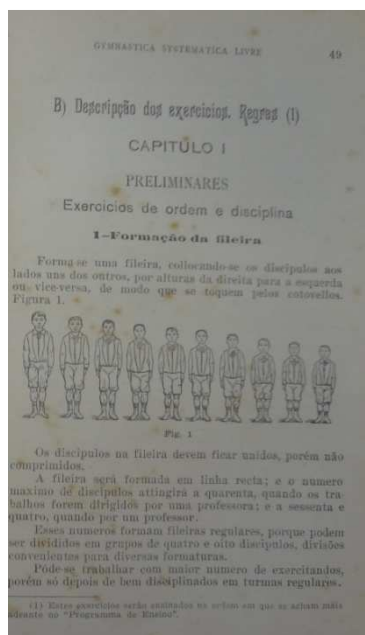 GYMNASTICA SYSTEMATICA LIVRE 49
B) Descripção dos exercicios. Regras (1)
CAPITULO I
PRELIMINARES
Exercicios de ordem e disciplina
1—Formação da fileira
Forma-se uma fileira, collocando-se os discipulos aos
lados uns dos outros, por alturas da direita para a esquerda
ou vice-versa, de modo que se toquem pelos cotovellos.
Figura 1.
Fig. 1
Os discipulos na fileira devem ficar unidos, porém não
comprimidos.
A fileira será formada em linha recta; e o numero
maximo de discipulos attingirá a quarenta, quando os tra-
balhos forem dirigidos por uma professora; e a sessenta e
quatro, quando por um professor.
Esses numeros formam fileiras regulares, porque podem
ser divididos em grupos de quatro e oito discipulos, divisões
convenientes para diversas formaturas.
Póde-se trabalhar com maior numero de exercitandos,
porém só depois de bem disciplinados em turmas regulares.
(1) Estes exercicios serão ensinados na ordem em que se acham mais
adeante no "Programma de Ensino".